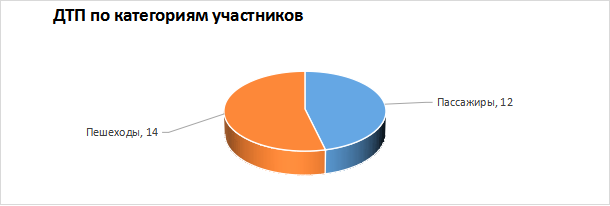 ДТП по категориям участников
Пассажиры, 12
Пешеходы, 14